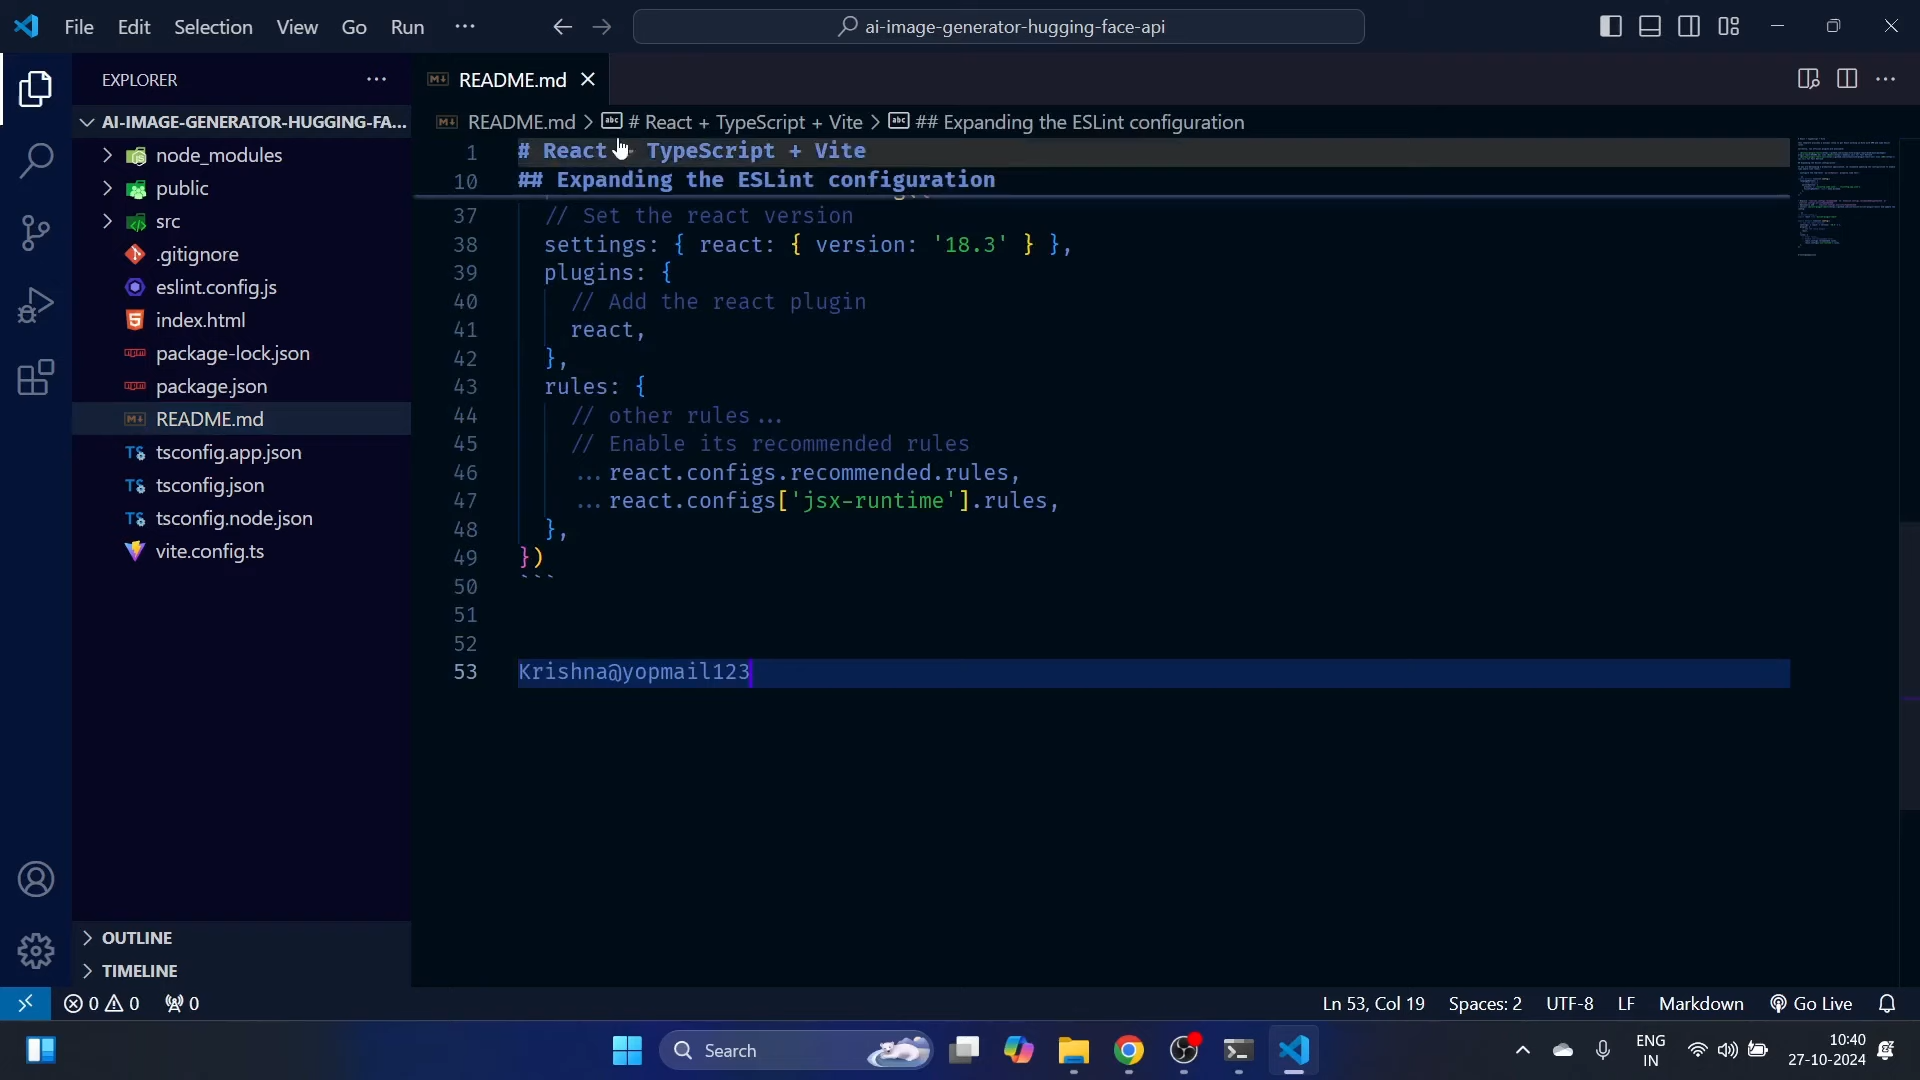 File Edit Selection View Go Run ai-image-generator-hugging-face-api
EXPLORER
AI-IMAGE-GENERATOR-HUGGING-FA...
node_modules
public
src
.gitignore
eslint.config.js
index.html
package-lock.json
package.json
README.md
tsconfig.app.json
tsconfig.json
tsconfig.node.json
vite.config.ts
OUTLINE
TIMELINE
README.md
README.md > # React + TypeScript + Vite > ## Expanding the ESLint configuration
1 # React TypeScript + Vite
10 ## Expanding the ESLint configuration
37 // Set the react version
38 settings: { react: { version: '18.3' } },
39 plugins: {
40 // Add the react plugin
41 react,
42 },
43 rules: {
44 // other rules...
45 // Enable its recommended rules
46 ...react.configs.recommended.rules,
47 ...react.configs['jsx-runtime'].rules,
48 },
49 })
50 ```
51
52
53 Krishna@yopmail123
0 0 0 Ln 53, Col 19 Spaces: 2 UTF-8 LF Markdown Go Live
Search ENG IN 10:40 27-10-2024